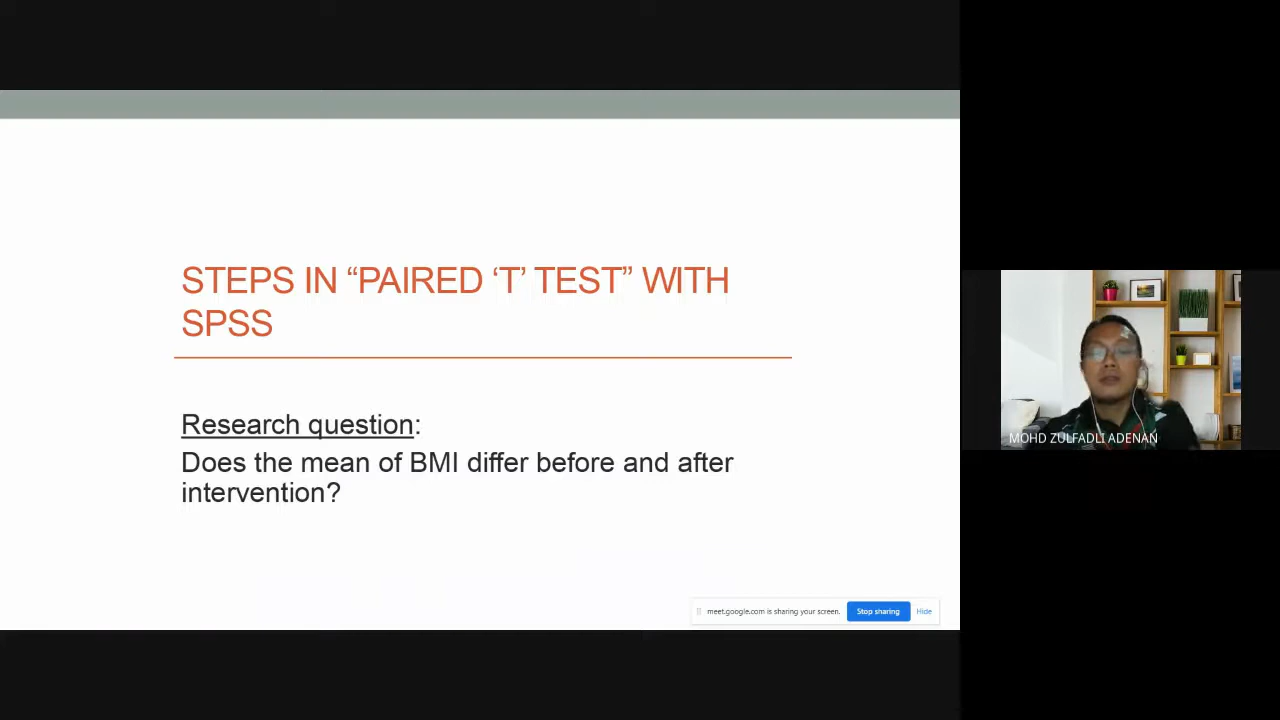 STEPS IN “PAIRED ‘T’ TEST” WITH
SPSS
Research question:
Does the mean of BMI differ before and after
intervention?
meet.google.com is sharing your screen.
Stop sharing
Hide
MOHD ZULFADLI ADENAN